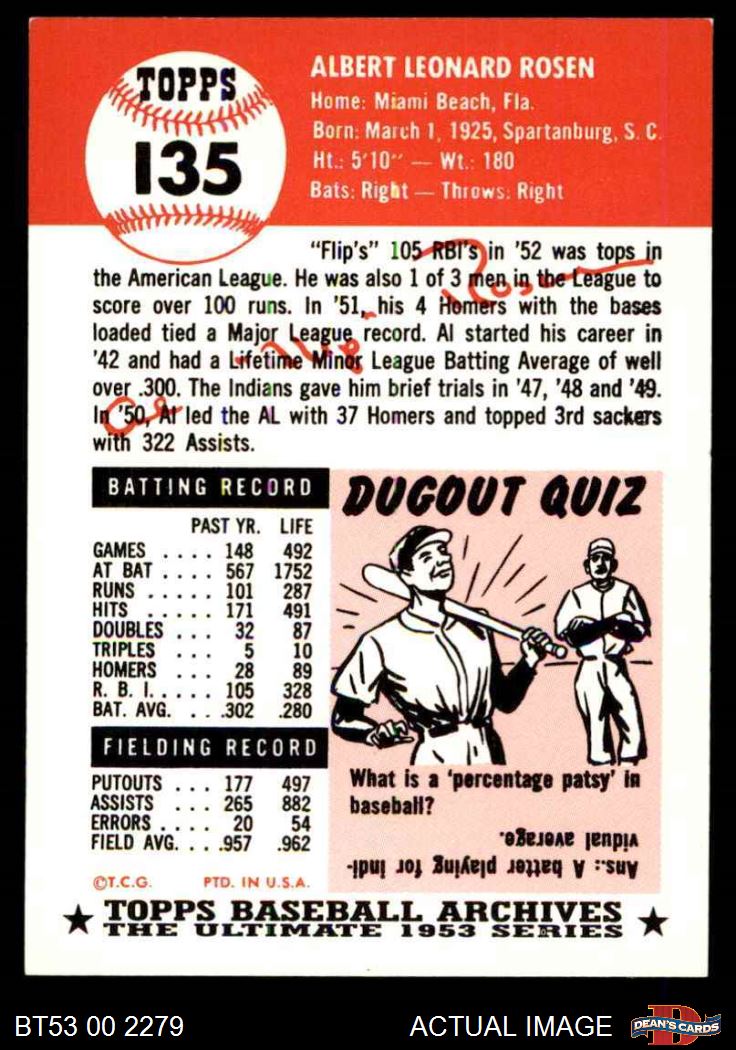 TOPPS
135
ALBERT LEONARD ROSEN
Home: Miami Beach, Fla.
Born: March 1, 1925, Spartanburg, S. C.
Ht.: 5'10" — Wt.: 180
Bats: Right — Throws: Right
"Flip's" 105 RBI's in '52 was tops in
the American League. He was also 1 of 3 men in the League to
score over 100 runs. In '51, his 4 Homers with the bases
loaded tied a Major League record. Al started his career in
'42 and had a Lifetime Minor League Batting Average of well
over .300. The Indians gave him brief trials in '47, '48 and '49.
In '50, Al led the AL with 37 Homers and topped 3rd sackers
with 322 Assists.
Al "Flip" Rosen
BATTING RECORD
PAST YR. LIFE
GAMES .... 148 492
AT BAT .... 567 1752
RUNS ..... 101 287
HITS ..... 171 491
DOUBLES ... 32 87
TRIPLES ... 5 10
HOMERS ... 28 89
R. B. I..... 105 328
BAT. AVG. . . .302 .280
FIELDING RECORD
PUTOUTS ... 177 497
ASSISTS ... 265 882
ERRORS .... 20 54
FIELD AVG. . . .957 .962
©T.C.G. PTD. IN U.S.A.
DUGOUT QUIZ
What is a 'percentage patsy' in
baseball?
Ans.: A batter playing for indi-
vidual average.
TOPPS BASEBALL ARCHIVES
THE ULTIMATE 1953 SERIES
BT53 00 2279
ACTUAL IMAGE
D
DEAN'S CARDS